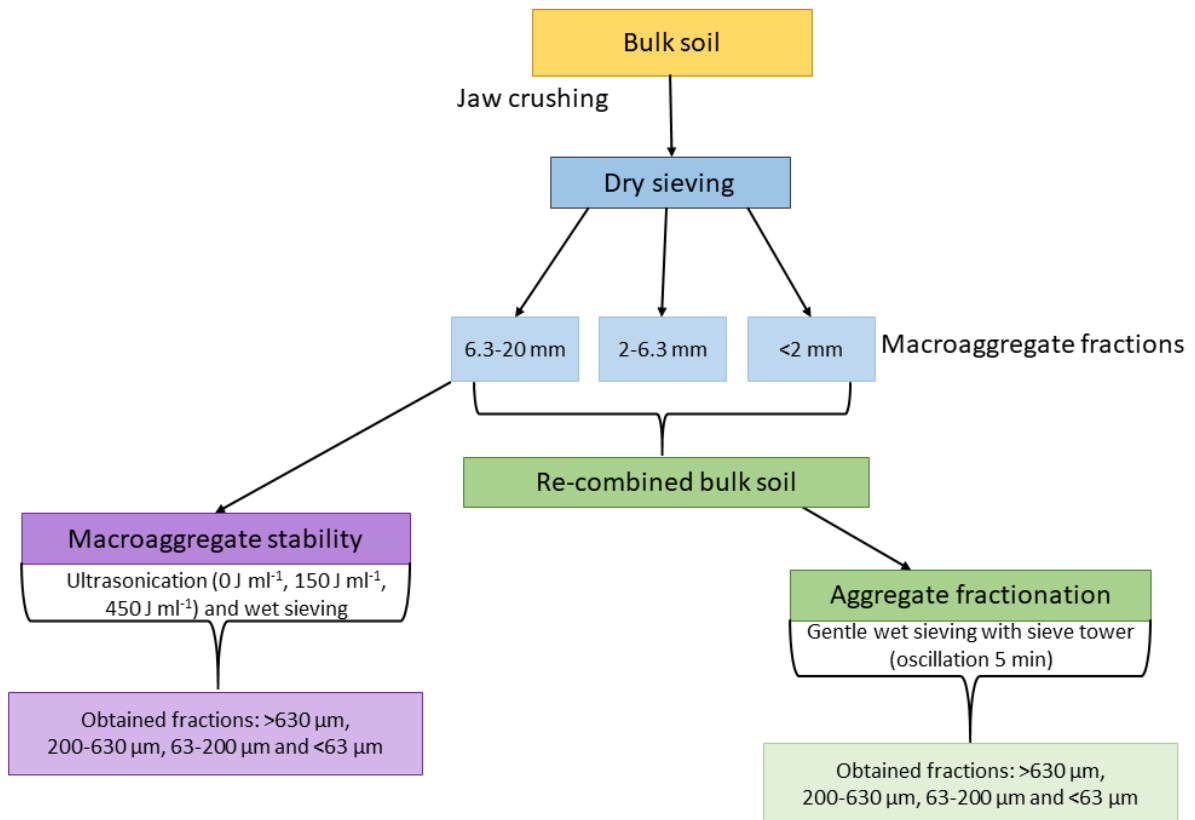 Bulk soil
Jaw crushing
Dry sieving
6.3-20 mm
2-6.3 mm
<2 mm
Macroaggregate fractions
Re-combined bulk soil
Macroaggregate stability
Ultrasonication (0 J ml⁻¹, 150 J ml⁻¹,
450 J ml⁻¹) and wet sieving
Obtained fractions: >630 µm,
200-630 µm, 63-200 µm and <63 µm
Aggregate fractionation
Gentle wet sieving with sieve tower
(oscillation 5 min)
Obtained fractions: >630 µm,
200-630 µm, 63-200 µm and <63 µm